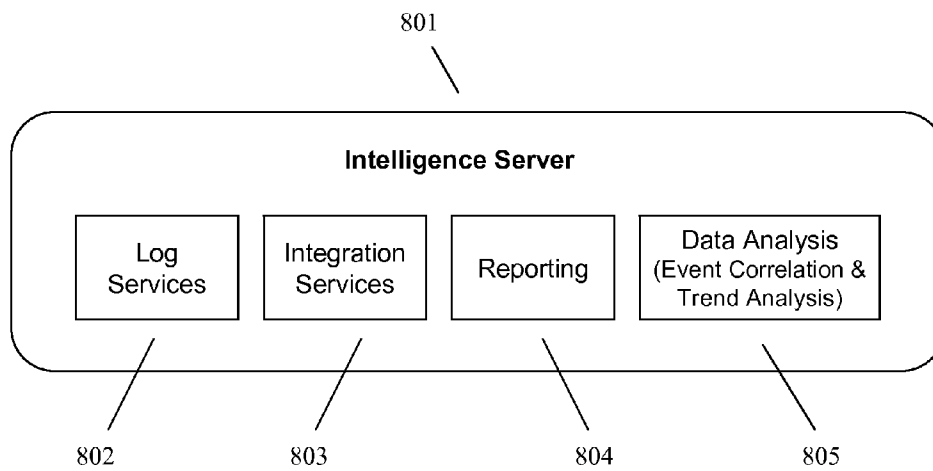 801
Intelligence Server
Log
Services
Integration
Services
Reporting
Data Analysis
(Event Correlation &
Trend Analysis)
802
803
804
805